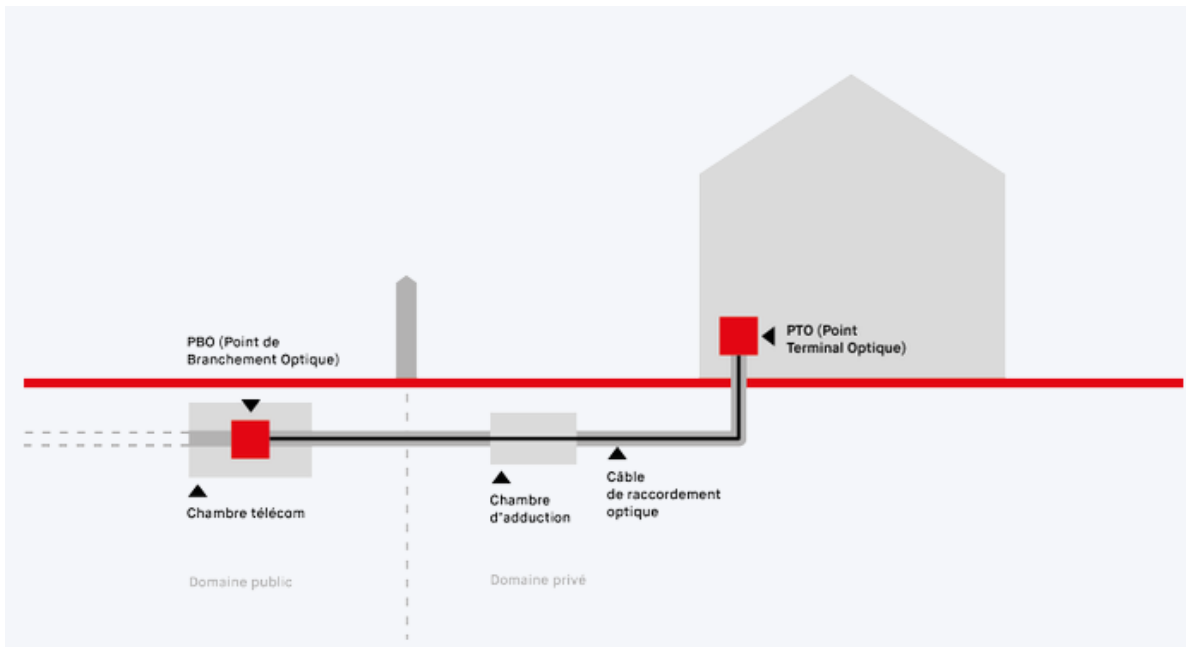 PBO (Point de
Branchement Optique)
PTO (Point
Terminal Optique)
Chambre télécom
Chambre
d'adduction
Câble
de raccordement
optique
Domaine public
Domaine privé